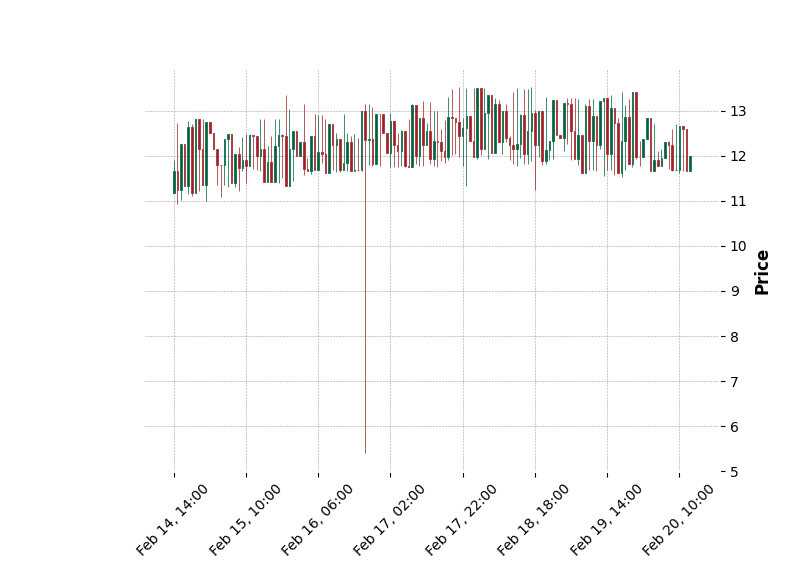 13
12
11
10
9
8
7
6
5
Price
Feb 14, 14:00
Feb 15, 10:00
Feb 16, 06:00
Feb 17, 02:00
Feb 17, 22:00
Feb 18, 18:00
Feb 19, 14:00
Feb 20, 10:00